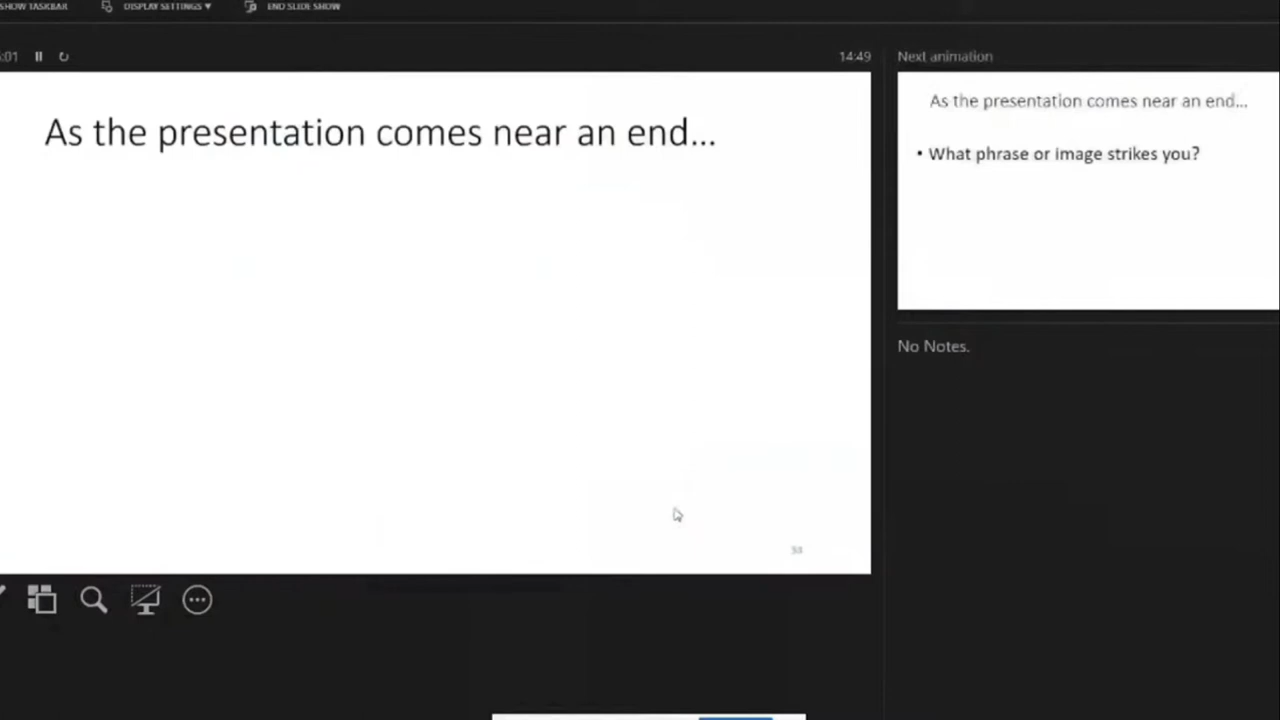 SHOW TASKBAR
DISPLAY SETTINGS ▼
END SLIDE SHOW
:01
14:49
Next animation
As the presentation comes near an end...
As the presentation comes near an end...
• What phrase or image strikes you?
No Notes.